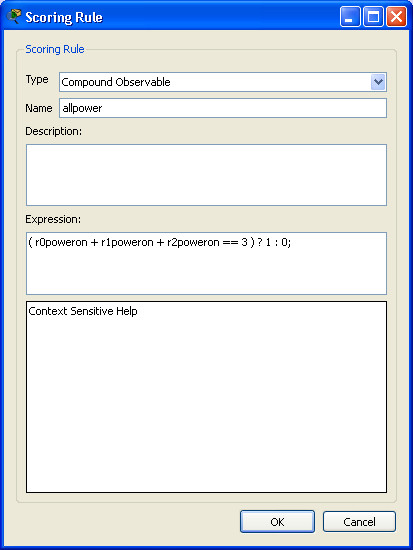 Scoring Rule
Scoring Rule
Type Compound Observable
Name allpower
Description:
Expression:
( r0poweron + r1poweron + r2poweron == 3 ) ? 1 : 0;
Context Sensitive Help
OK Cancel